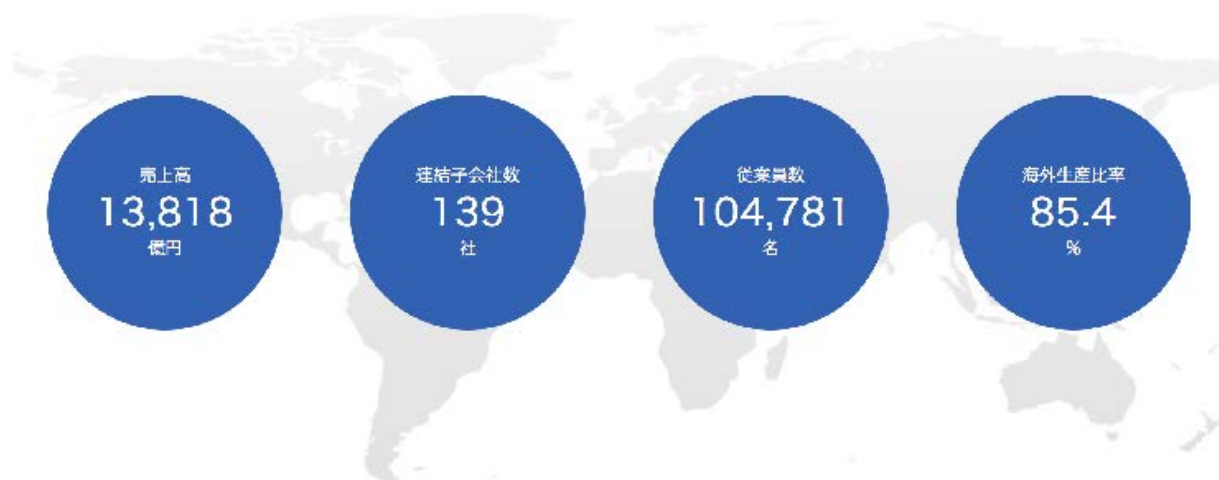 売上高
13,818
億円
連結子会社数
139
社
従業員数
104,781
名
海外生産比率
85.4
%